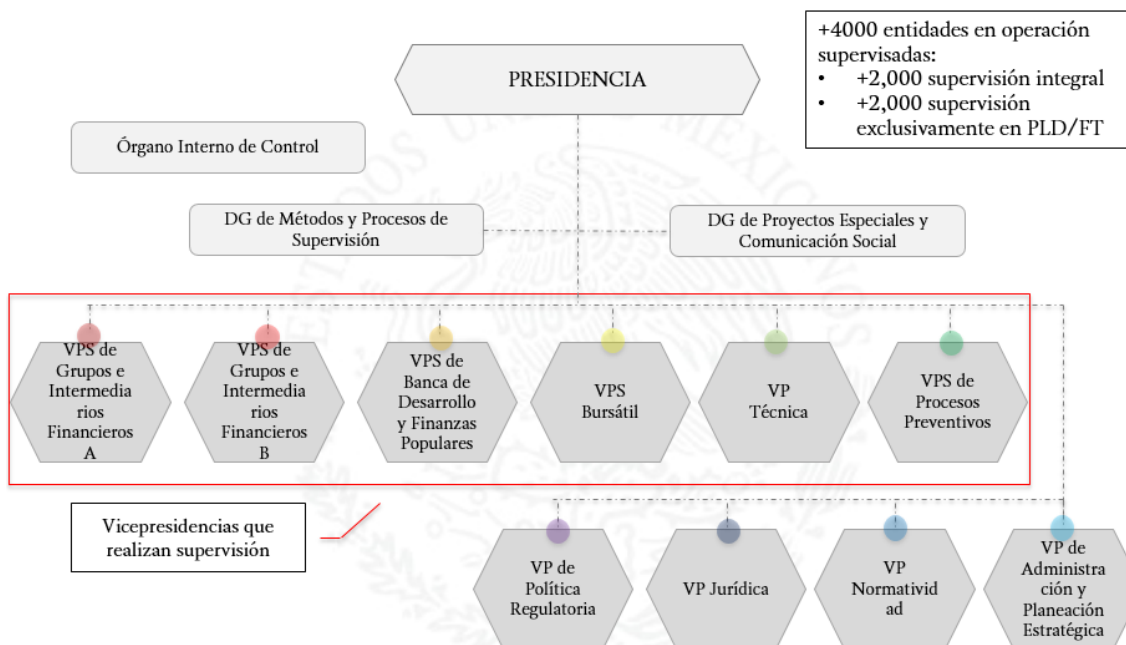 PRESIDENCIA
+4000 entidades en operación
supervisadas:
• +2,000 supervisión integral
• +2,000 supervisión
exclusivamente en PLD/FT
Órgano Interno de Control
DG de Métodos y Procesos de
Supervisión
DG de Proyectos Especiales y
Comunicación Social
VPS de
Grupos e
Intermedia
rios
Financieros
A
VPS de
Grupos e
Intermedia
rios
Financieros
B
VPS de
Banca de
Desarrollo
y Finanzas
Populares
VPS
Bursátil
VP
Técnica
VPS de
Procesos
Preventivos
Vicepresidencias que
realizan supervisión
VP de
Política
Regulatoria
VP Jurídica
VP
Normativid
ad
VP de
Administra
ción y
Planeación
Estratégica